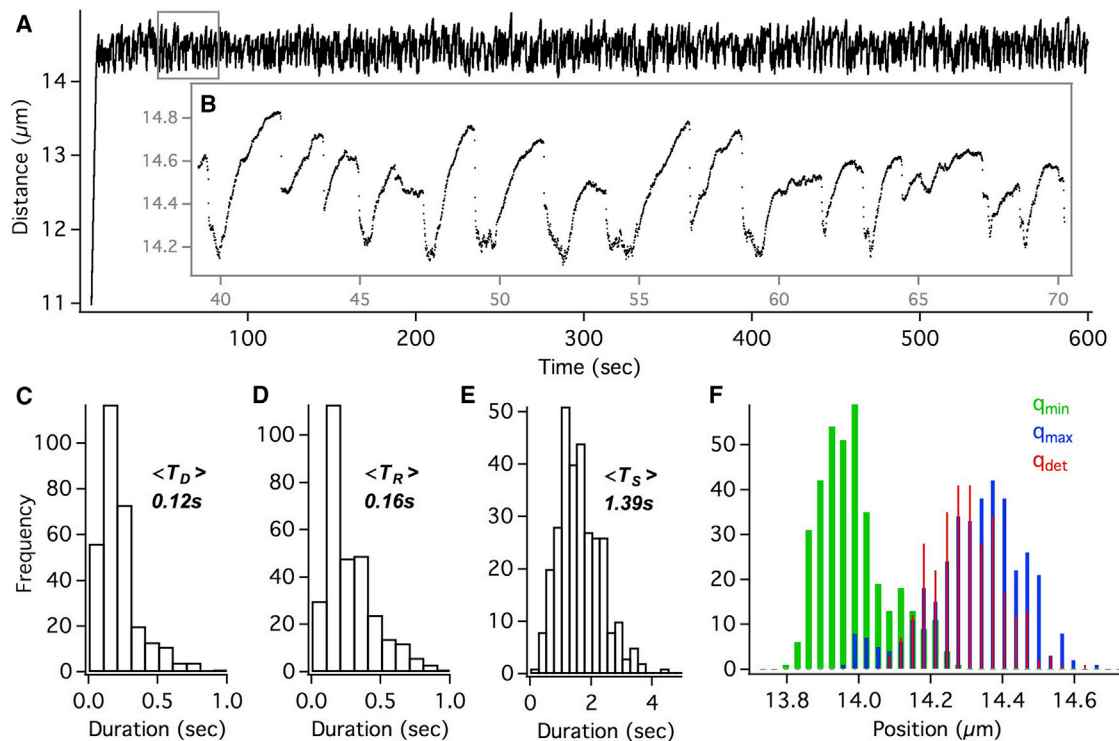 A
Distance (µm)
14
13
12
11
B
14.8
14.6
14.4
14.2
40 45 50 55 60 65 70
100 200 300 400 500 600
Time (sec)
C
Frequency
100
80
60
40
20
0
<T_D>
0.12s
0.0 0.5 1.0
Duration (sec)
D
100
80
60
40
20
0
<T_R>
0.16s
0.0 0.5 1.0
Duration (sec)
E
50
40
30
20
10
0
<T_S>
1.39s
0 2 4
Duration (sec)
F
50
40
30
20
10
0
q_min
q_max
q_det
13.8 14.0 14.2 14.4 14.6
Position (µm)